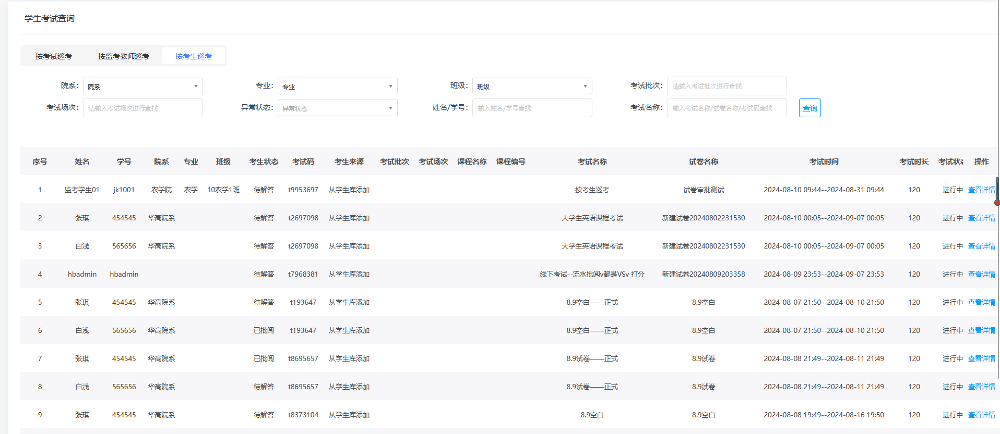 学生考试查询
按考试巡考 按监考教师巡考 按考生巡考
院系： 院系 专业： 专业 班级： 班级 考试批次： 请输入考试批次进行查找
考试场次： 请输入考试场次进行查找 异常状态： 异常状态 姓名/学号： 输入姓名/学号查找 考试名称： 输入考试名称/试卷名称/考试码查找 查询
序号 姓名 学号 院系 专业 班级 考生状态 考试码 考生来源 考试批次 考试场次 课程名称 课程编号 考试名称 试卷名称 考试时间 考试时长 考试状态 操作
1 监考学生01 jk1001 农学院 农学 10农学1班 待解答 t9953697 从学生库添加 按考生巡考 试卷审批测试 2024-08-10 09:44--2024-08-31 09:44 120 进行中 查看详情
2 张琪 454545 华高院系 待解答 t2697098 从学生库添加 大学生英语课程考试 新建试卷20240802231530 2024-08-10 00:05--2024-09-07 00:05 120 进行中 查看详情
3 白浅 565656 华高院系 待解答 t2697098 从学生库添加 大学生英语课程考试 新建试卷20240802231530 2024-08-10 00:05--2024-09-07 00:05 120 进行中 查看详情
4 hbadmin hbadmin 待解答 t7968381 从学生库添加 线下考试--流水批阅v都是VSv 打分 新建试卷20240809203358 2024-08-09 23:53--2024-09-07 23:53 120 进行中 查看详情
5 张琪 454545 华高院系 待解答 t193647 从学生库添加 8.9空白——正式 8.9空白 2024-08-07 21:50--2024-08-10 21:50 120 进行中 查看详情
6 白浅 565656 华高院系 已批阅 t193647 从学生库添加 8.9空白——正式 8.9空白 2024-08-07 21:50--2024-08-10 21:50 120 进行中 查看详情
7 张琪 454545 华高院系 已批阅 t8695657 从学生库添加 8.9试卷——正式 8.9试卷 2024-08-08 21:49--2024-08-11 21:49 120 进行中 查看详情
8 白浅 565656 华高院系 待解答 t8695657 从学生库添加 8.9试卷——正式 8.9试卷 2024-08-08 21:49--2024-08-11 21:49 120 进行中 查看详情
9 张琪 454545 华高院系 待解答 t8373104 从学生库添加 8.9空白 8.9空白 2024-08-08 19:49--2024-08-16 19:50 120 进行中 查看详情